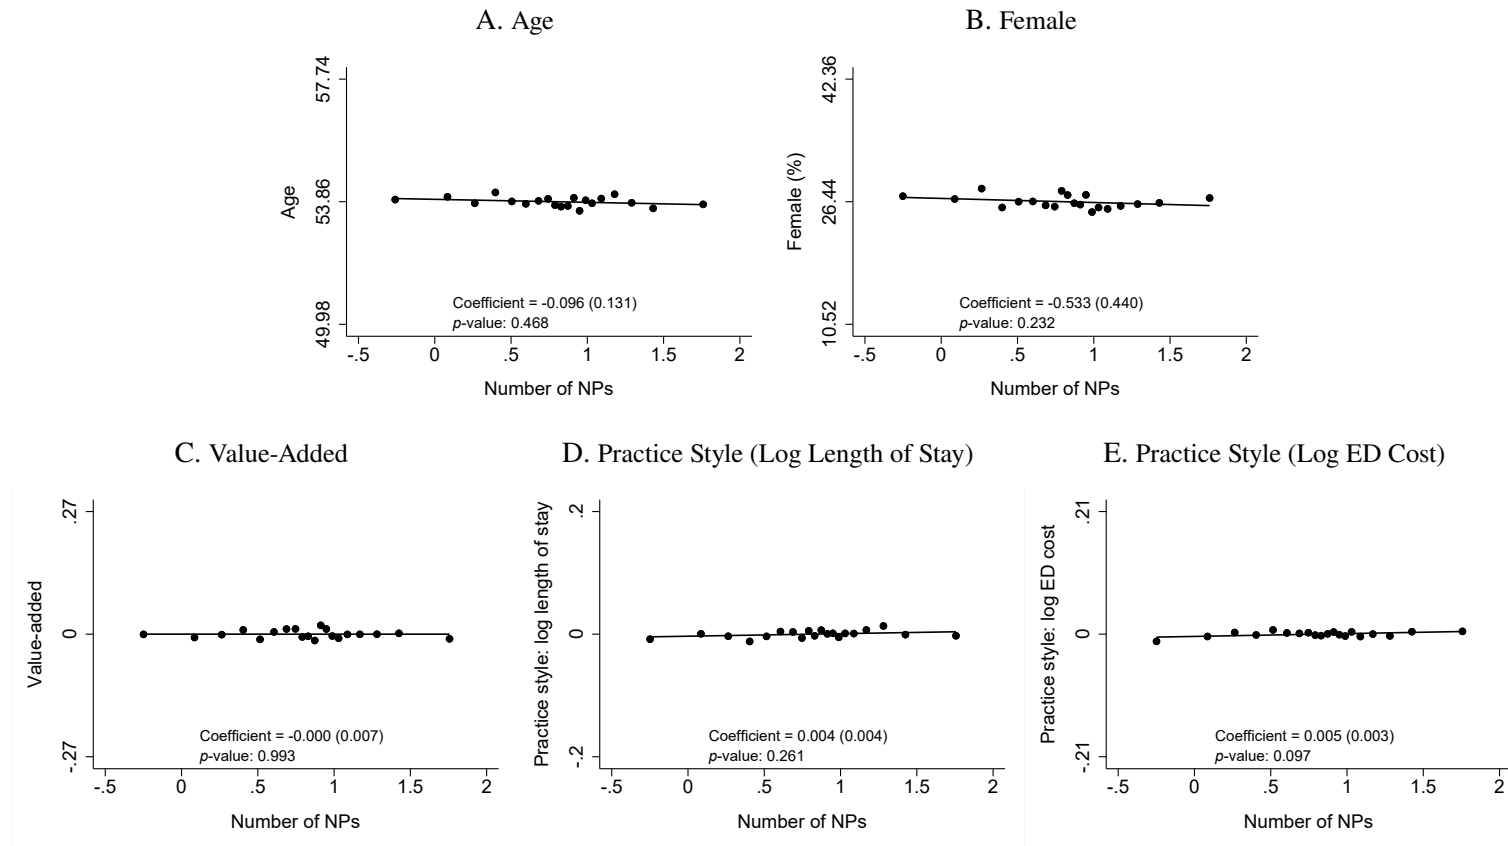 A. Age
B. Female
57.74
53.86
49.98
Age
Coefficient = -0.096 (0.131)
p-value: 0.468
-.5 0 .5 1 1.5 2
Number of NPs
42.36
26.44
10.52
Female (%)
Coefficient = -0.533 (0.440)
p-value: 0.232
-.5 0 .5 1 1.5 2
Number of NPs
C. Value-Added
D. Practice Style (Log Length of Stay)
E. Practice Style (Log ED Cost)
.27
0
-.27
Value-added
Coefficient = -0.000 (0.007)
p-value: 0.993
-.5 0 .5 1 1.5 2
Number of NPs
.2
0
-.2
Practice style: log length of stay
Coefficient = 0.004 (0.004)
p-value: 0.261
-.5 0 .5 1 1.5 2
Number of NPs
.21
0
-.21
Practice style: log ED cost
Coefficient = 0.005 (0.003)
p-value: 0.097
-.5 0 .5 1 1.5 2
Number of NPs